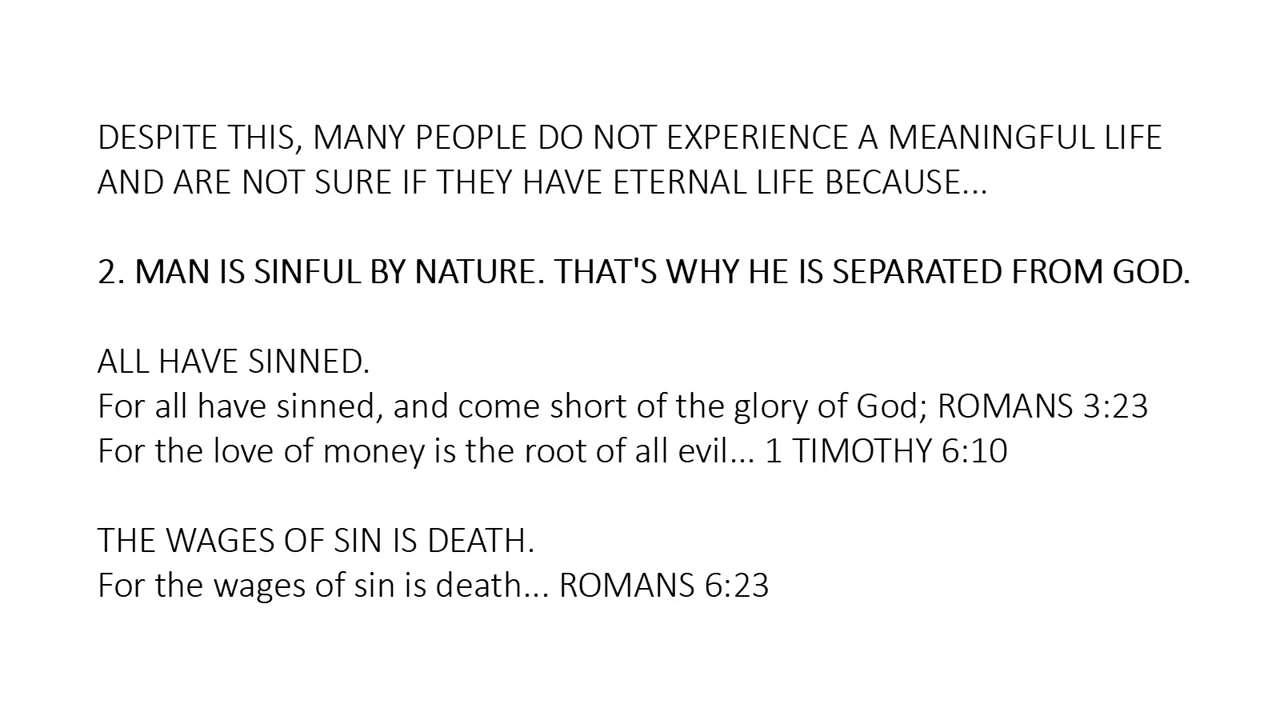 DESPITE THIS, MANY PEOPLE DO NOT EXPERIENCE A MEANINGFUL LIFE
AND ARE NOT SURE IF THEY HAVE ETERNAL LIFE BECAUSE...
2. MAN IS SINFUL BY NATURE. THAT'S WHY HE IS SEPARATED FROM GOD.
ALL HAVE SINNED.
For all have sinned, and come short of the glory of God; ROMANS 3:23
For the love of money is the root of all evil... 1 TIMOTHY 6:10
THE WAGES OF SIN IS DEATH.
For the wages of sin is death... ROMANS 6:23